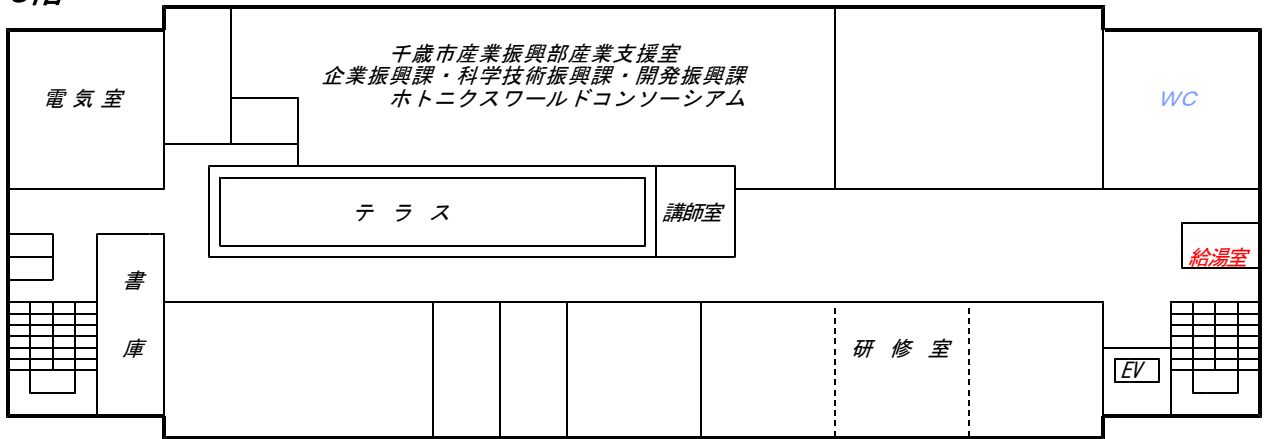 千歳市産業振興部産業支援室
企業振興課・科学技術振興課・開発振興課
ホトニクスワールドコンソーシアム
電気室
WC
テラス
講師室
給湯室
書庫
研修室
EV